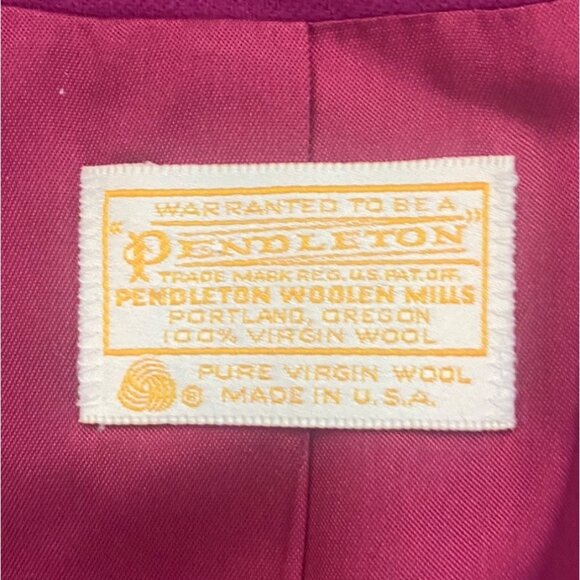 WARRANTED TO BE A
"PENDLETON"
TRADE MARK REG. U.S. PAT. OFF.
PENDLETON WOOLEN MILLS
PORTLAND, OREGON
100% VIRGIN WOOL
PURE VIRGIN WOOL
® MADE IN U.S.A.